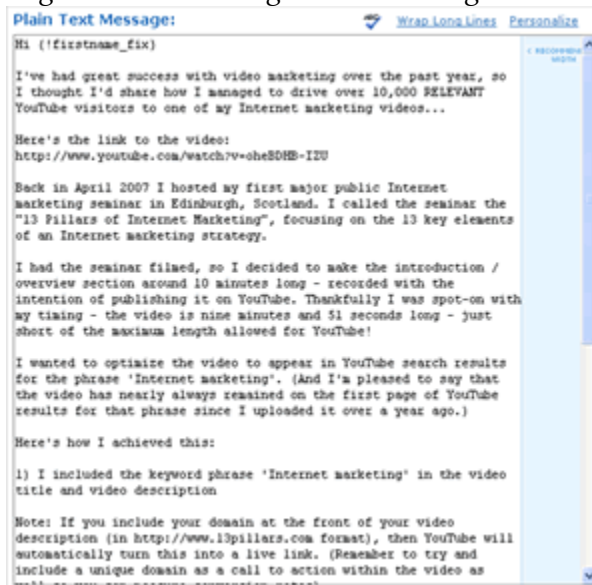 Plain Text Message:
Wrap Long Lines Personalize
Hi {!firstname_fix}
< RECOMMEND
WIDTH
I've had great success with video marketing over the past year, so
I thought I'd share how I managed to drive over 10,000 RELEVANT
YouTube visitors to one of my Internet marketing videos...
Here's the link to the video:
http://www.youtube.com/watch?v=oheBDHB-IZU
Back in April 2007 I hosted my first major public Internet
marketing seminar in Edinburgh, Scotland. I called the seminar the
"13 Pillars of Internet Marketing", focusing on the 13 key elements
of an Internet marketing strategy.
I had the seminar filmed, so I decided to make the introduction /
overview section around 10 minutes long - recorded with the
intention of publishing it on YouTube. Thankfully I was spot-on with
my timing - the video is nine minutes and 51 seconds long - just
short of the maximum length allowed for YouTube!
I wanted to optimize the video to appear in YouTube search results
for the phrase 'Internet marketing'. (And I'm pleased to say that
the video has nearly always remained on the first page of YouTube
results for that phrase since I uploaded it over a year ago.)
Here's how I achieved this:
1) I included the keyword phrase 'Internet marketing' in the video
title and video description
Note: If you include your domain at the front of your video
description (in http://www.13pillars.com format), then YouTube will
automatically turn this into a live link. (Remember to try and
include a unique domain as a call to action within the video as